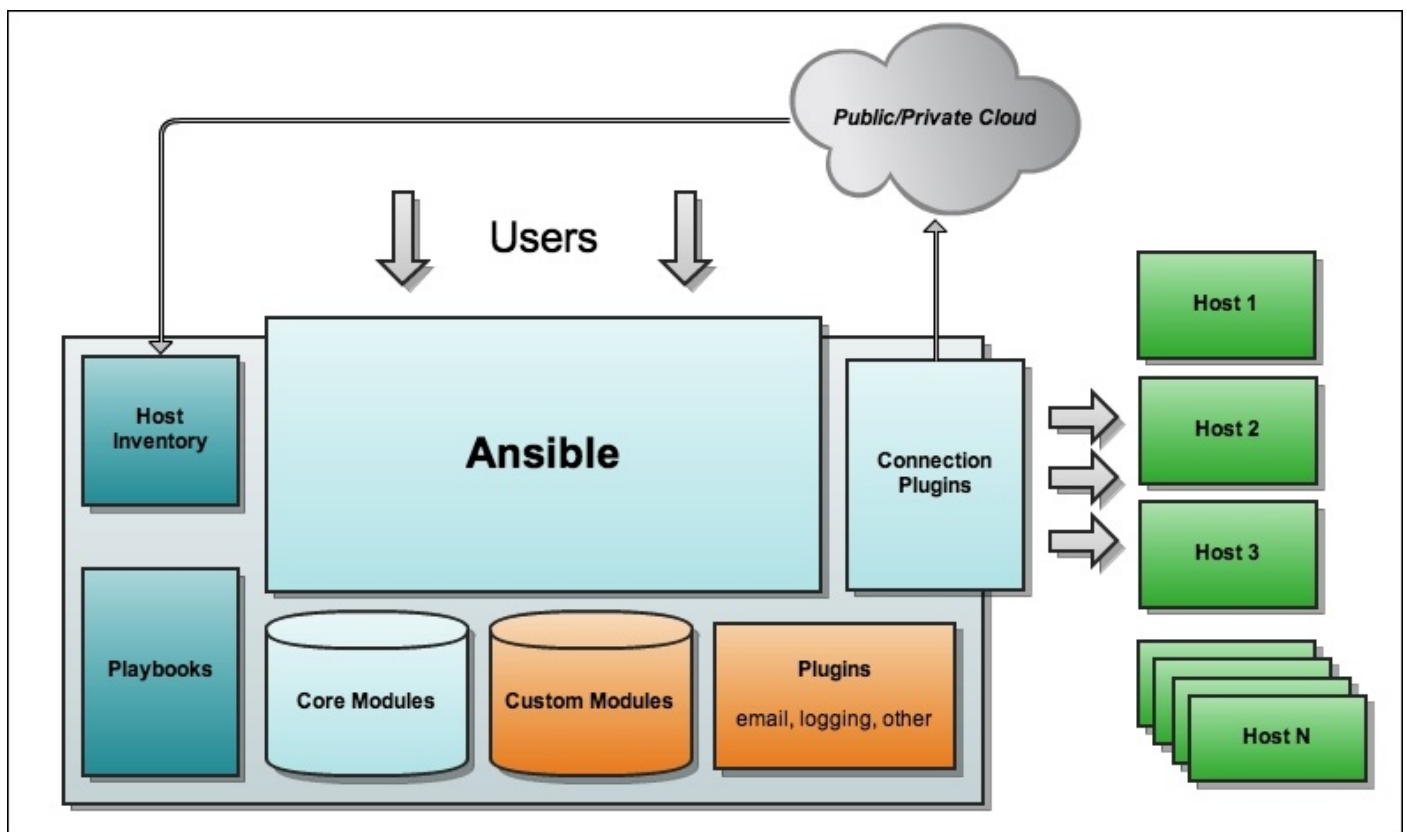 Public/Private Cloud
Users
Host 1
Host
Inventory
Ansible
Connection
Plugins
Host 2
Host 3
Playbooks
Core Modules
Custom Modules
Plugins
email, logging, other
Host N